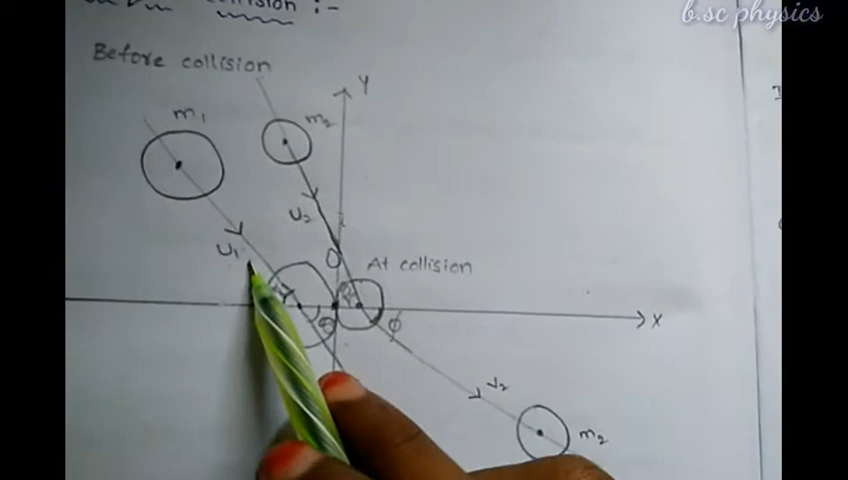 b.sc physics
collision :-
Before collision
Y
m1
m2
U2
U1
O
At collision
α
β
θ
ϕ
X
V2
m2